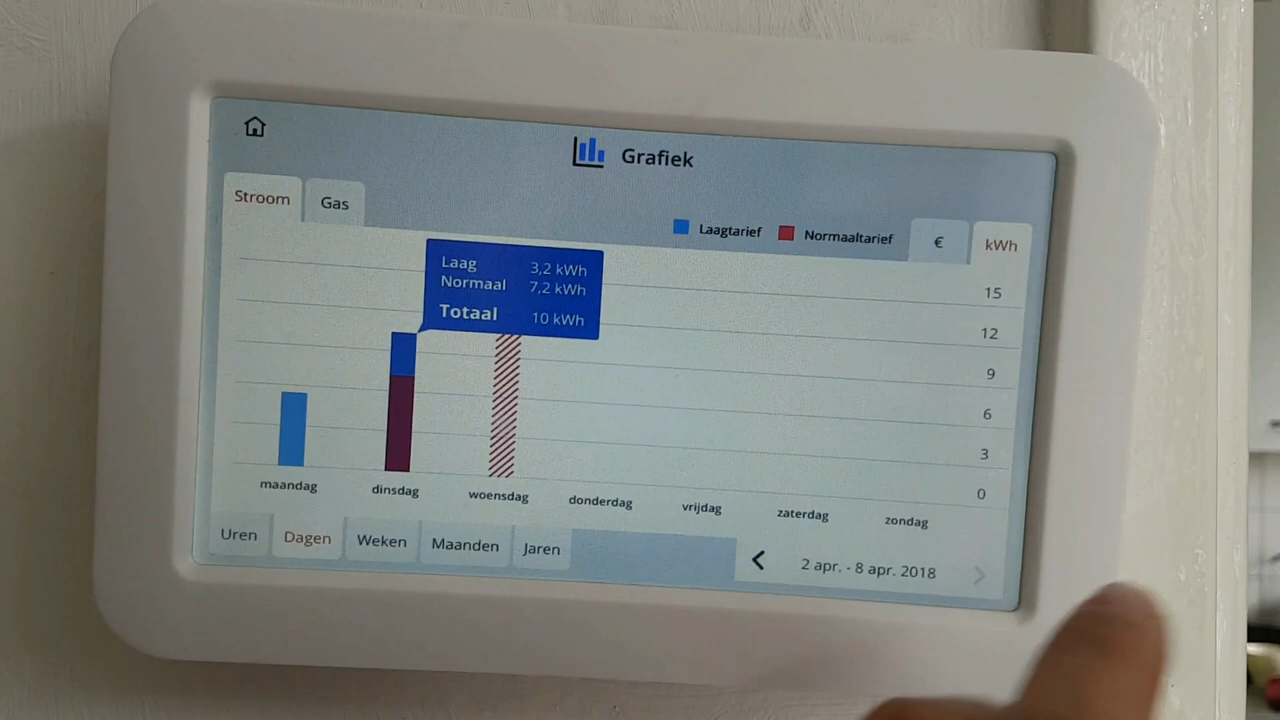 Grafiek
Stroom
Gas
Laagtarief
Normaaltarief
€
kWh
Laag 3,2 kWh
Normaal 7,2 kWh
Totaal 10 kWh
15
12
9
6
3
0
maandag dinsdag woensdag donderdag vrijdag zaterdag zondag
Uren Dagen Weken Maanden Jaren
2 apr. - 8 apr. 2018